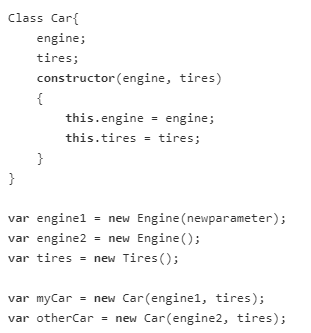 Class Car{
    engine;
    tires;
    constructor(engine, tires)
    {
        this.engine = engine;
        this.tires = tires;
    }
}

var engine1 = new Engine(newparameter);
var engine2 = new Engine();
var tires = new Tires();

var myCar = new Car(engine1, tires);
var otherCar = new Car(engine2, tires);